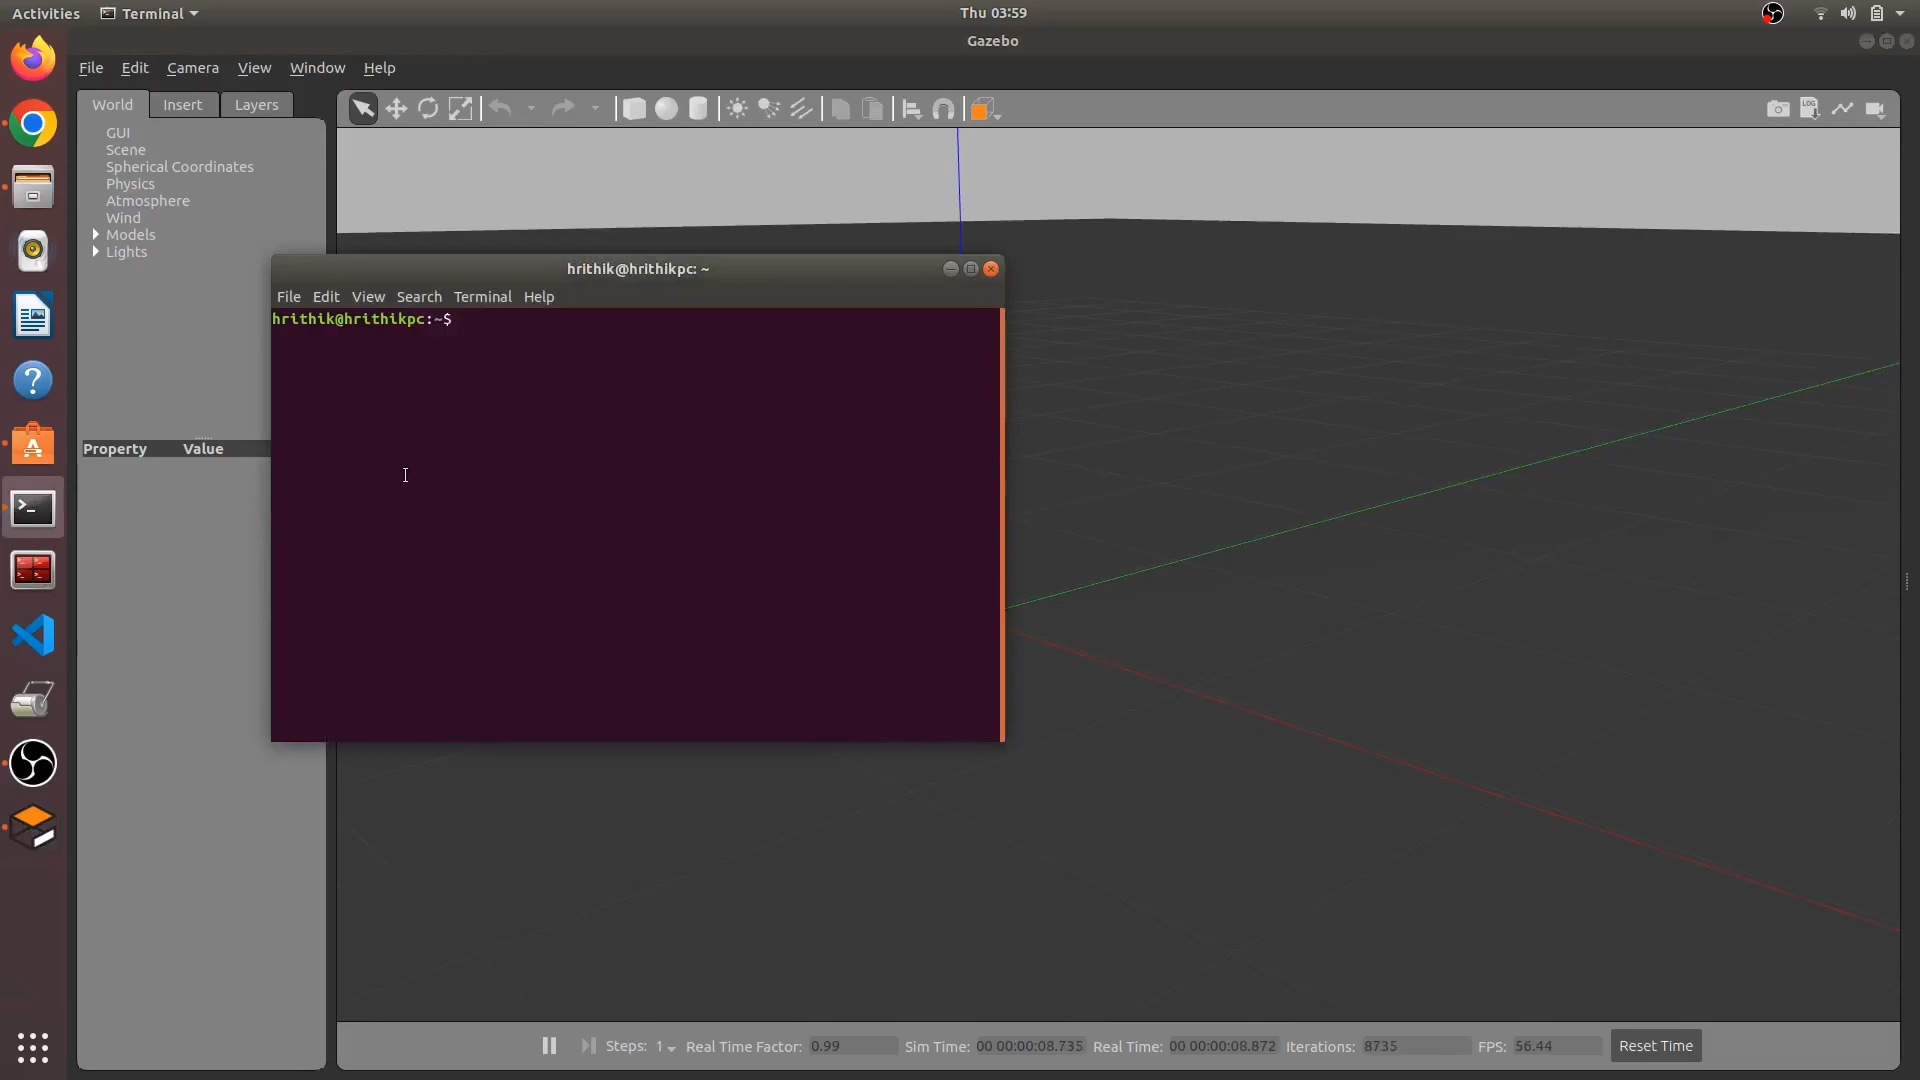 Activities Terminal Thu 03:59
Gazebo
File Edit Camera View Window Help
World Insert Layers
LOG
GUI
Scene
Spherical Coordinates
Physics
Atmosphere
Wind
Models
Lights
Property Value
hrithik@hrithikpc: ~
File Edit View Search Terminal Help
hrithik@hrithikpc:~$
Steps: 1 Real Time Factor: 0.99 Sim Time: 00 00:00:08.735 Real Time: 00 00:00:08.872 Iterations: 8735 FPS: 56.44 Reset Time